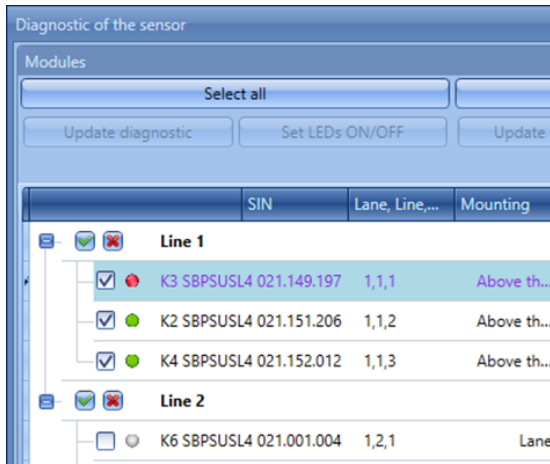 Diagnostic of the sensor
Modules
Select all
Update diagnostic Set LEDs ON/OFF Update
SIN Lane, Line,... Mounting
Line 1
K3 SBPSUSL4 021.149.197 1,1,1 Above th...
K2 SBPSUSL4 021.151.206 1,1,2 Above th...
K4 SBPSUSL4 021.152.012 1,1,3 Above th...
Line 2
K6 SBPSUSL4 021.001.004 1,2,1 Lane